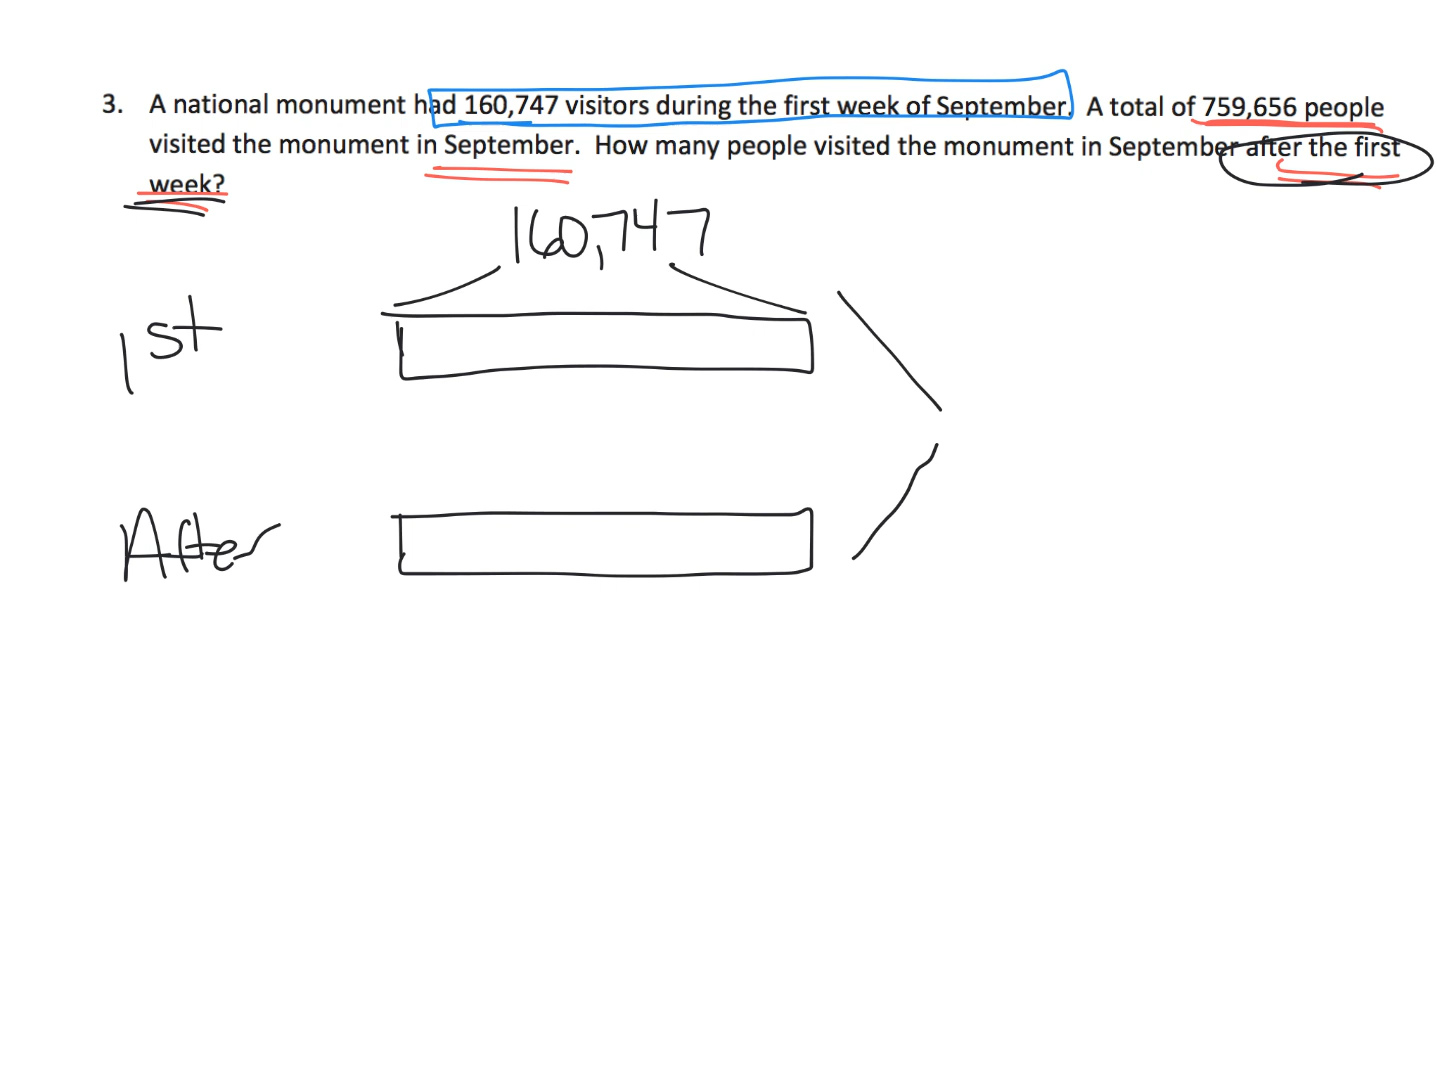 3. A national monument had 160,747 visitors during the first week of September. A total of 759,656 people
visited the monument in September. How many people visited the monument in September after the first
week?
160,747
1st
After